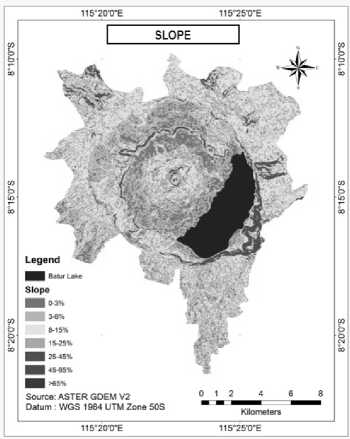 115°20'0"E 115°25'0"E
SLOPE
N
8°10'0"S 8°10'0"S
8°15'0"S 8°15'0"S
8°20'0"S 8°20'0"S
Legend
Batur Lake
Slope
0-3%
3-8%
8-15%
15-25%
25-45%
>65%
Source: ASTER GDEM V2
Datum : WGS 1984 UTM Zone 50S
0 1 2 4 6 8
Kilometers
115°20'0"E 115°25'0"E